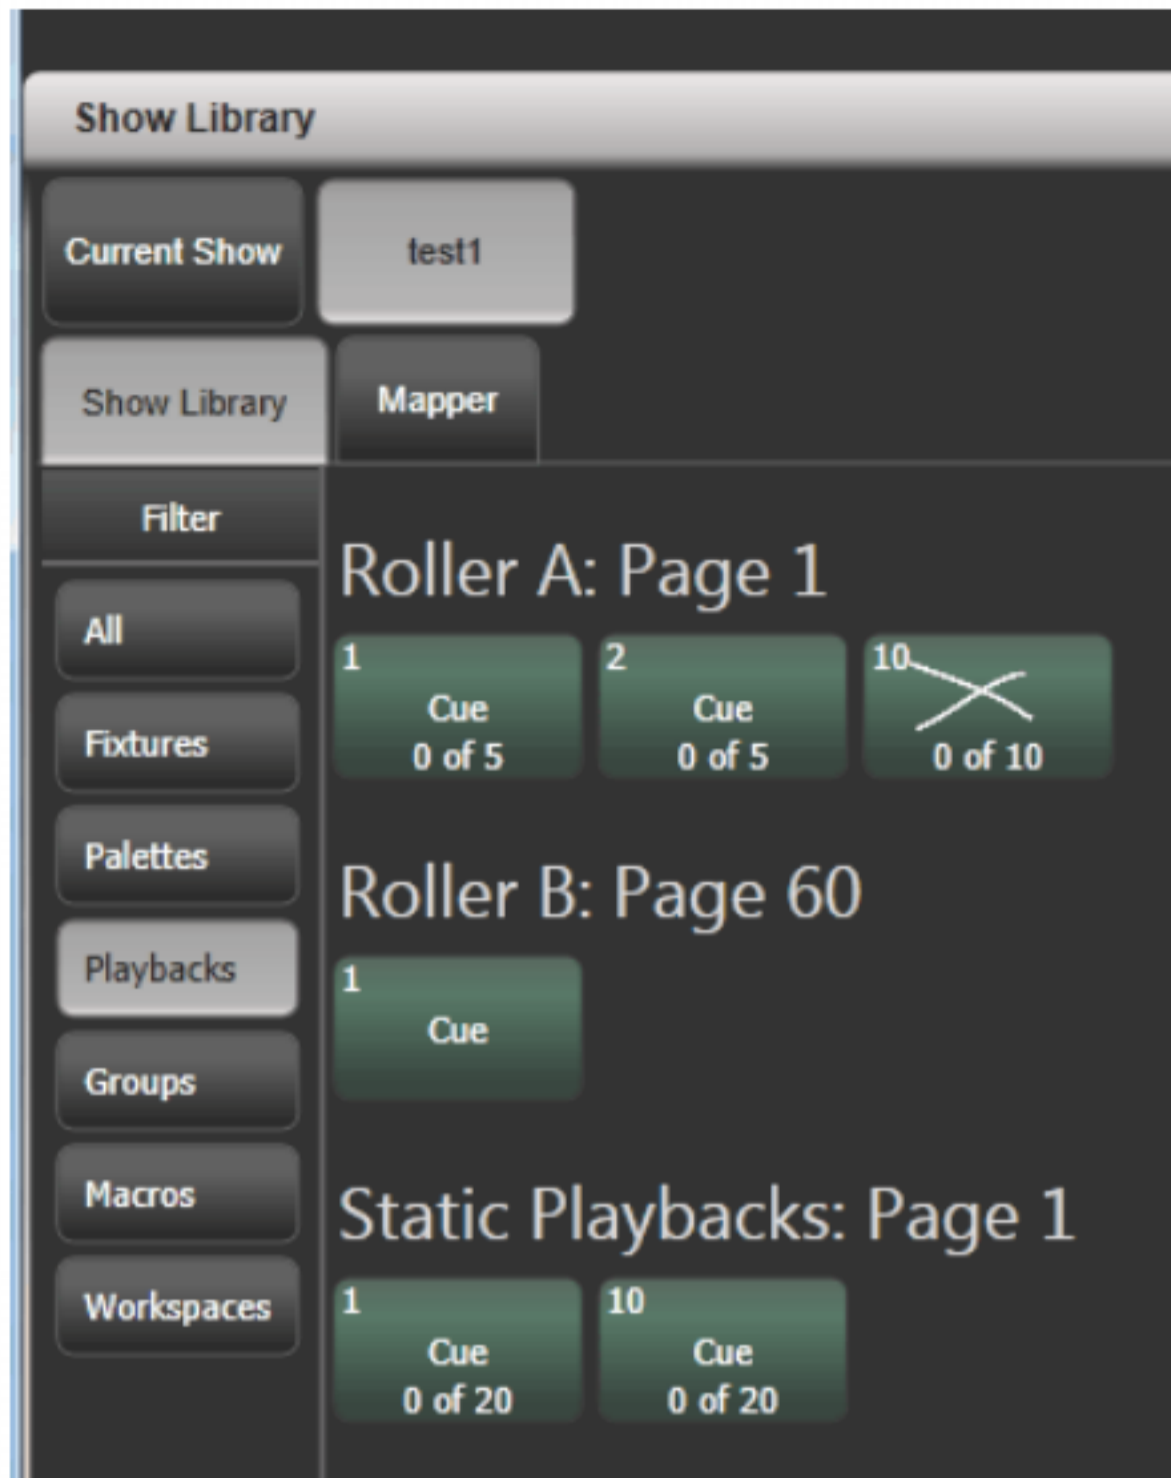 Show Library
Current Show
test1
Show Library
Mapper
Filter
All
Fixtures
Palettes
Playbacks
Groups
Macros
Workspaces
Roller A: Page 1
1
Cue
0 of 5
2
Cue
0 of 5
10
0 of 10
Roller B: Page 60
1
Cue
Static Playbacks: Page 1
1
Cue
0 of 20
10
Cue
0 of 20